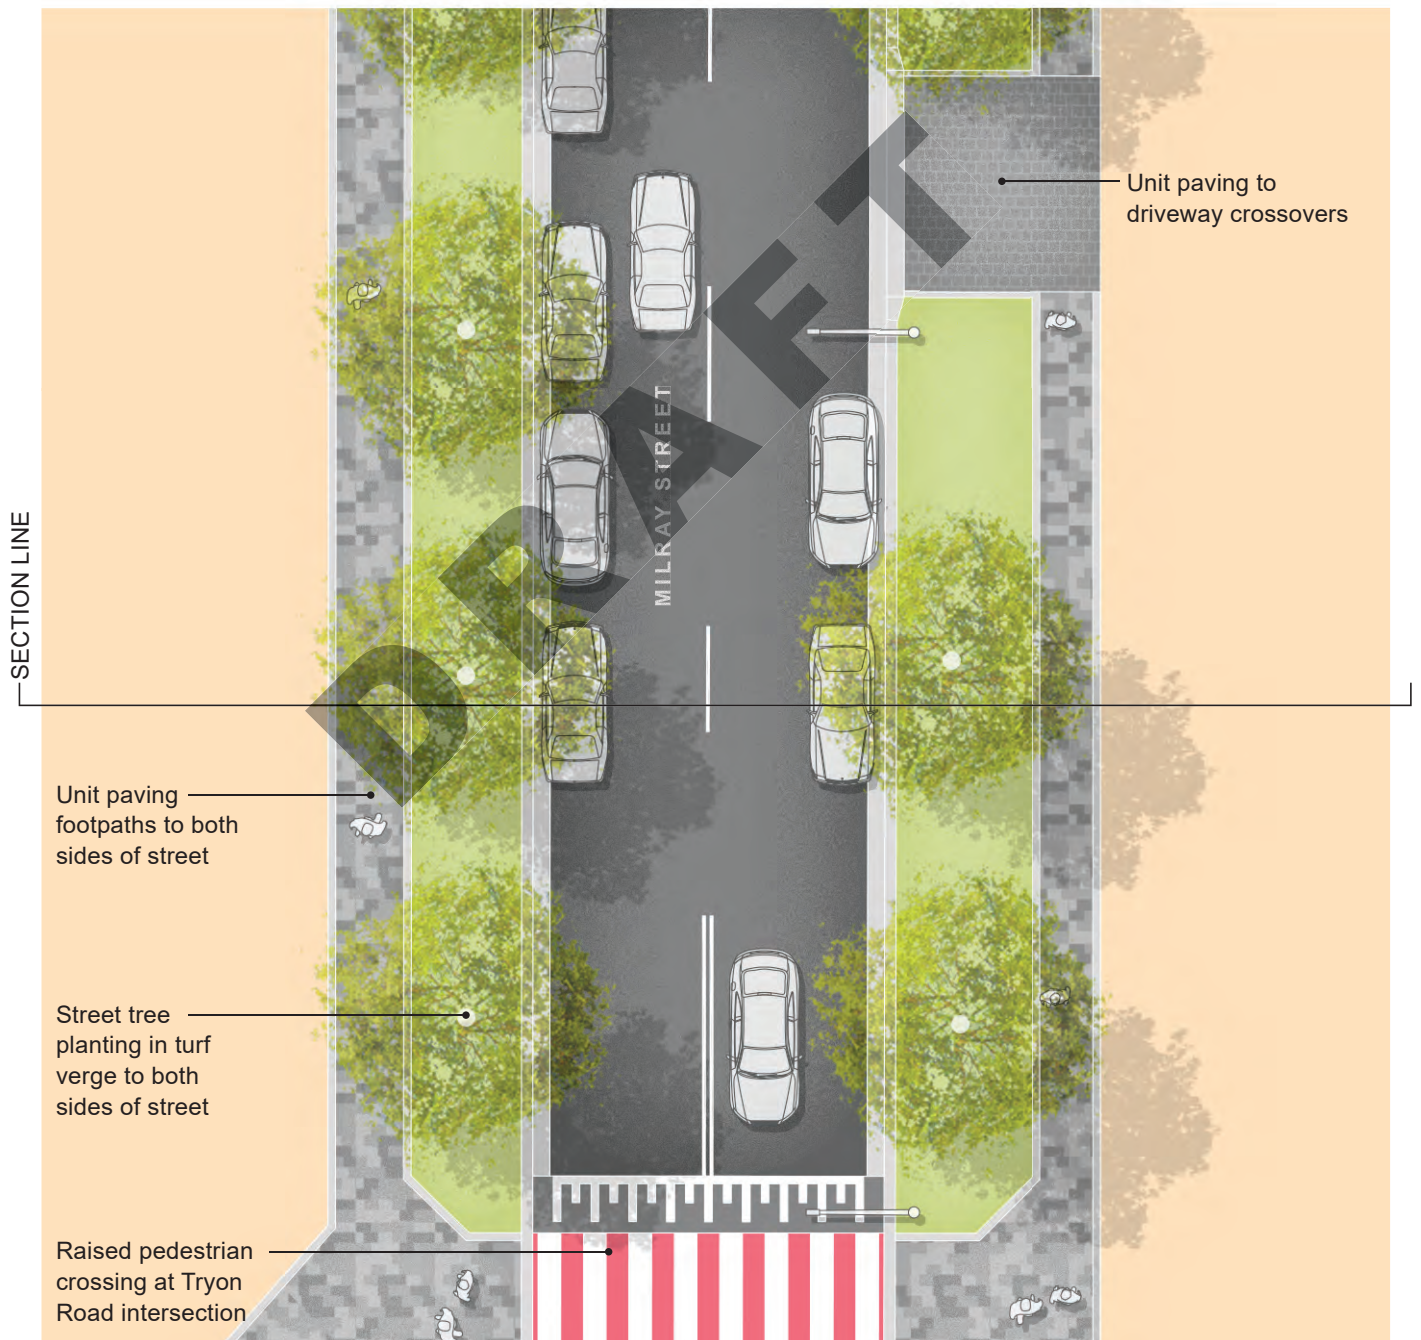 Unit paving to
driveway crossovers
DRAFT
MILRAY STREET
SECTION LINE
Unit paving
footpaths to both
sides of street
Street tree
planting in turf
verge to both
sides of street
Raised pedestrian
crossing at Tryon
Road intersection